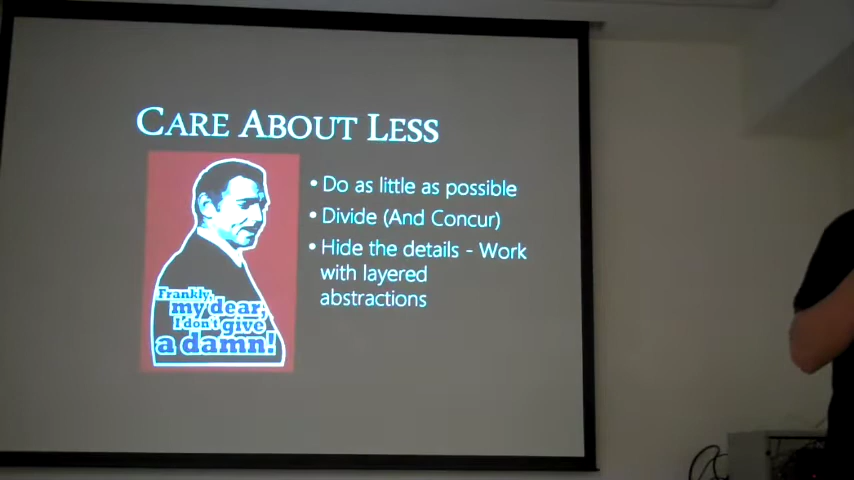 CARE ABOUT LESS
• Do as little as possible
• Divide (And Concur)
• Hide the details - Work
with layered
abstractions
Frankly,
my dear,
I don't give
a damn!